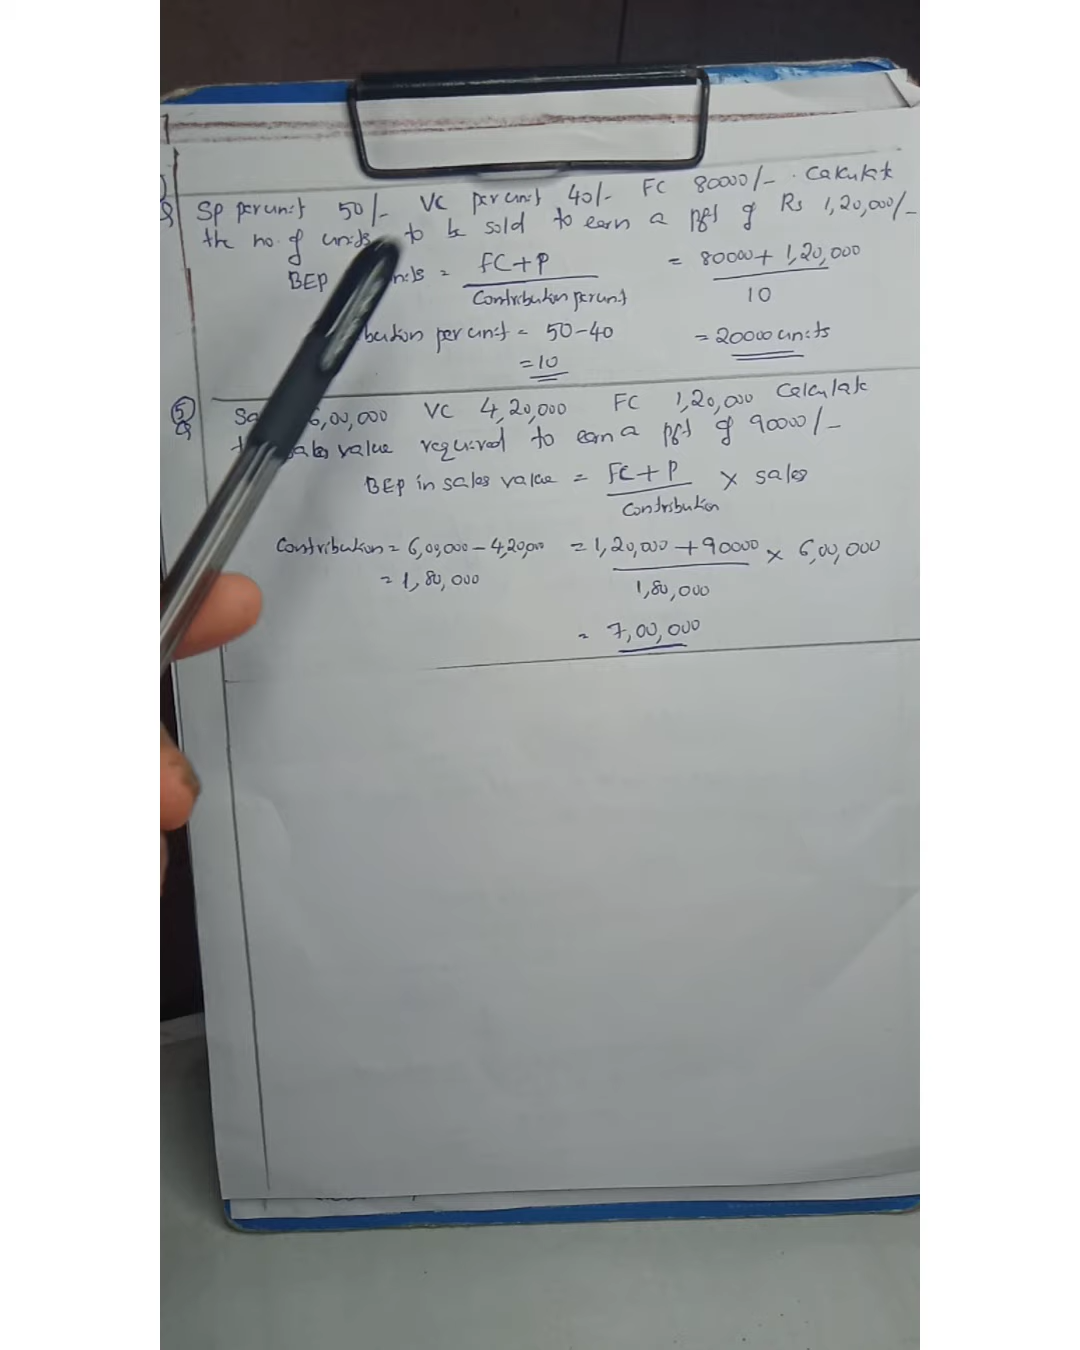 SP per unit 50/- VC per unit 40/- FC 80000/-. Calculate
the no. of units to be sold to earn a pft of Rs 1,20,000/-
BEP = FC+P / Contribution per unit = 80000+1,20,000 / 10
per unit = 50-40 = 20000 units
= 10
5 6,00,000 VC 4,20,000 FC 1,20,000 Calculate
value required to earn a pft of 90000/-
BEP in sales value = FC+P / Contribution × sales
Contribution = 6,00,000-4,20,000 = 1,20,000+90000 / 1,80,000 × 6,00,000
= 1,80,000
= 7,00,000